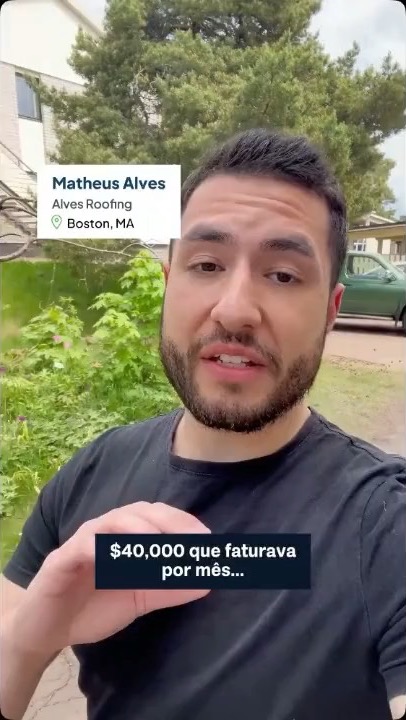 Matheus Alves
Alves Roofing
Boston, MA
$40,000 que faturava
por mês...